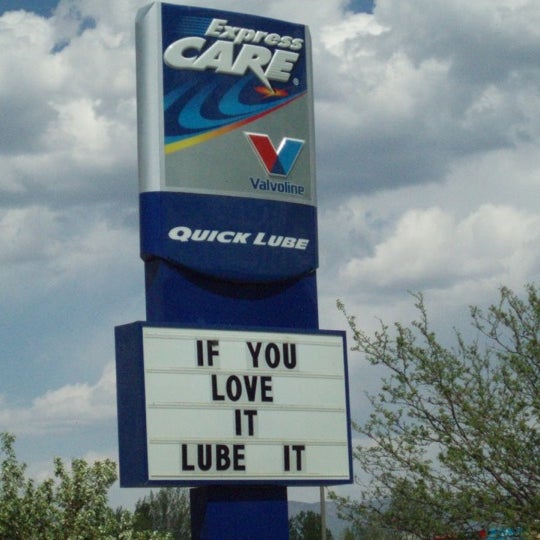 Express
CARE®
Valvoline
QUICK LUBE
IF YOU
LOVE
IT
LUBE IT